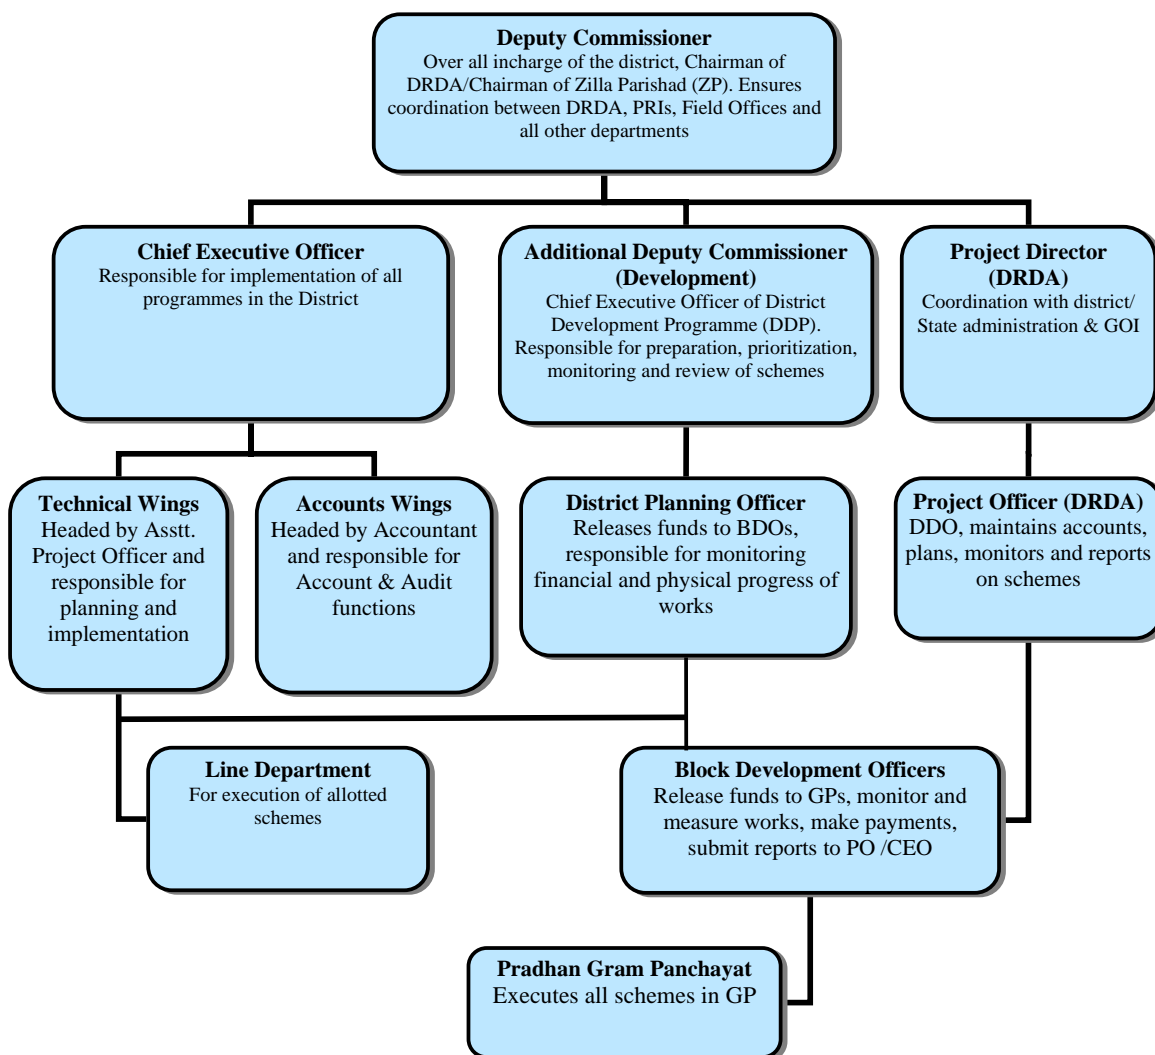 Deputy Commissioner
Over all incharge of the district, Chairman of
DRDA/Chairman of Zilla Parishad (ZP). Ensures
coordination between DRDA, PRIs, Field Offices and
all other departments
Chief Executive Officer
Responsible for implementation of all
programmes in the District
Additional Deputy Commissioner
(Development)
Chief Executive Officer of District
Development Programme (DDP).
Responsible for preparation, prioritization,
monitoring and review of schemes
Project Director
(DRDA)
Coordination with district/
State administration & GOI
Technical Wings
Headed by Asstt.
Project Officer and
responsible for
planning and
implementation
Accounts Wings
Headed by Accountant
and responsible for
Account & Audit
functions
District Planning Officer
Releases funds to BDOs,
responsible for monitoring
financial and physical progress of
works
Project Officer (DRDA)
DDO, maintains accounts,
plans, monitors and reports
on schemes
Line Department
For execution of allotted
schemes
Block Development Officers
Release funds to GPs, monitor and
measure works, make payments,
submit reports to PO /CEO
Pradhan Gram Panchayat
Executes all schemes in GP